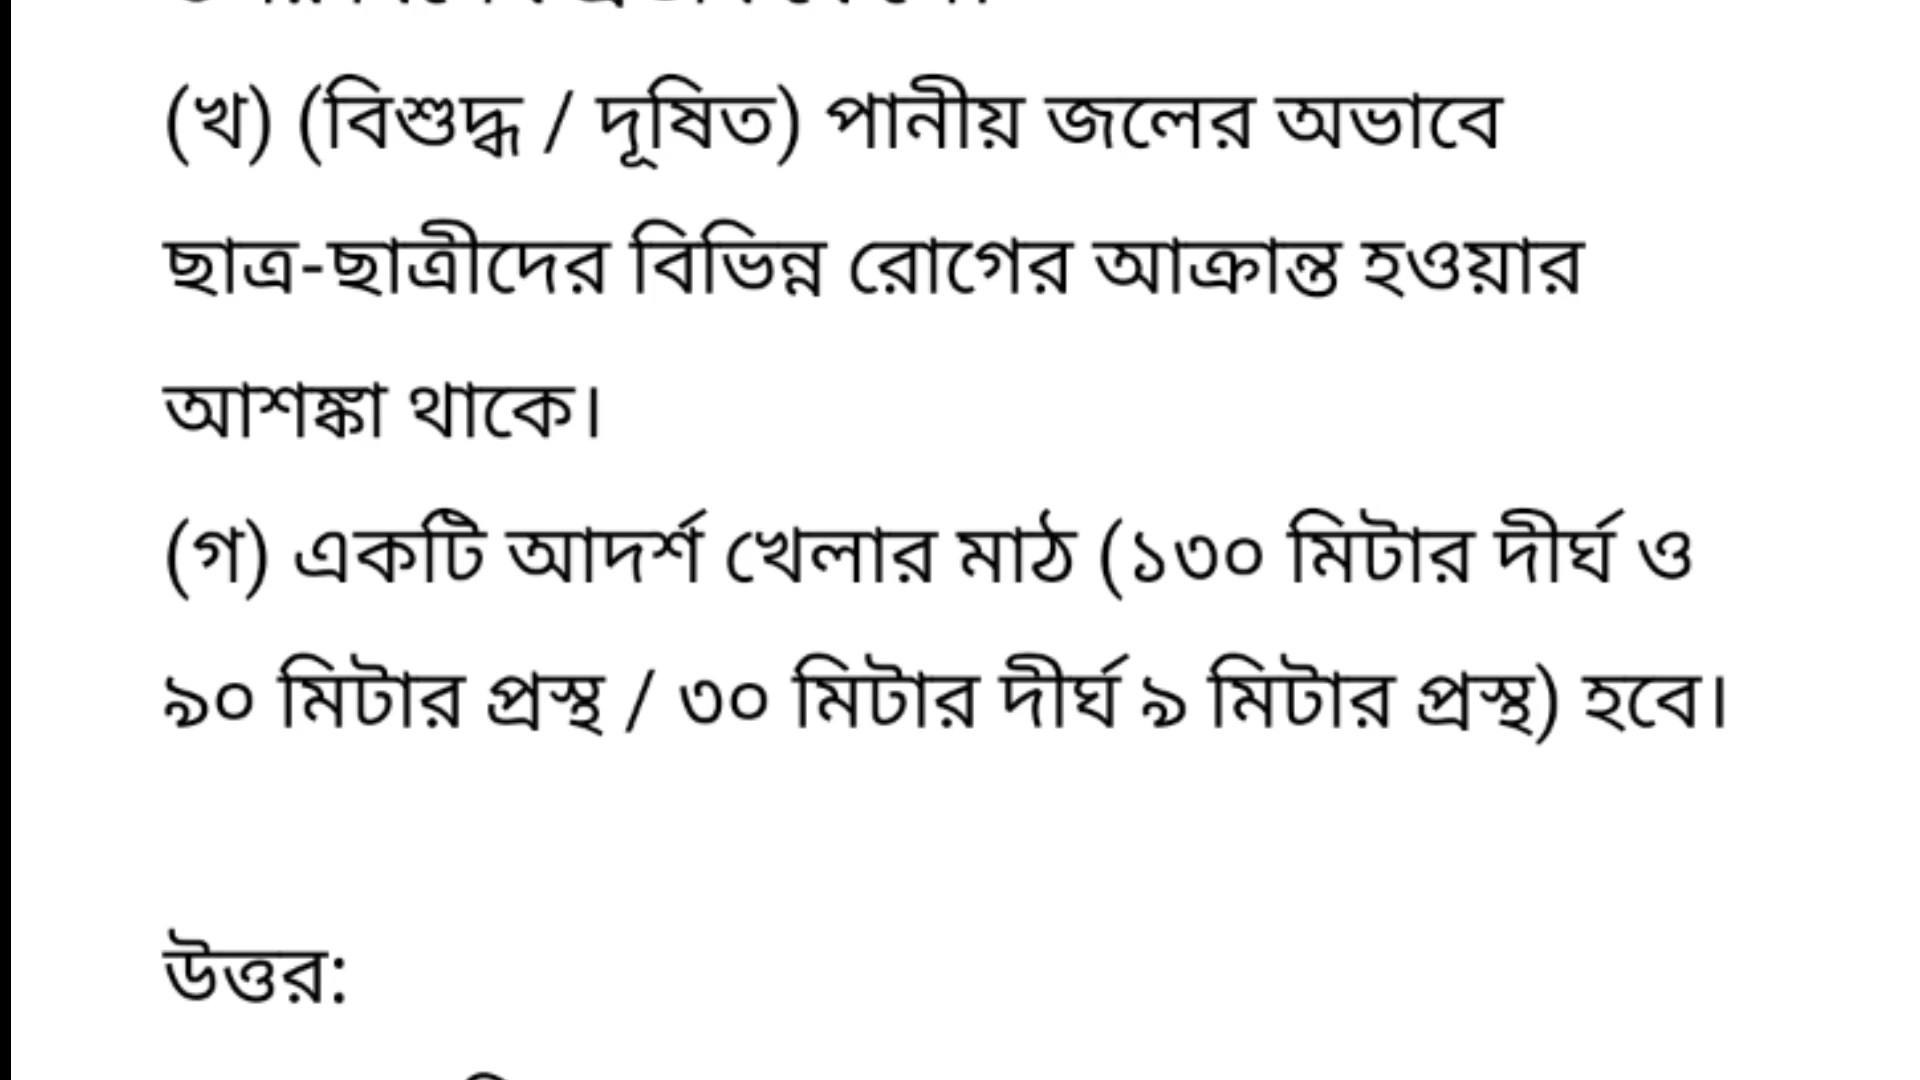 (খ) (বিশুদ্ধ / দূষিত) পানীয় জলের অভাবে
ছাত্র-ছাত্রীদের বিভিন্ন রোগের আক্রান্ত হওয়ার
আশঙ্কা থাকে।
(গ) একটি আদর্শ খেলার মাঠ (১৩০ মিটার দীর্ঘ ও
৯০ মিটার প্রস্থ / ৩০ মিটার দীর্ঘ ৯ মিটার প্রস্থ) হবে।
উত্তর: